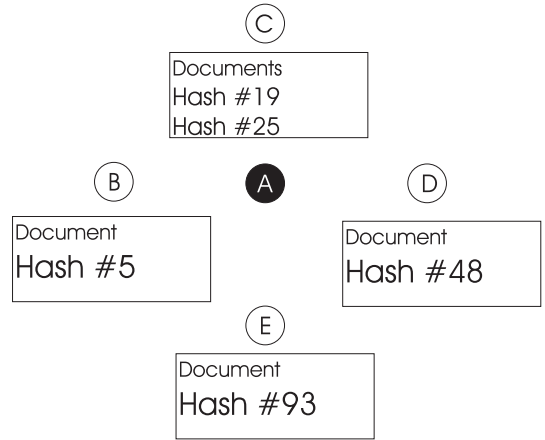 C
Documents
Hash #19
Hash #25
B
A
D
Document
Hash #5
Document
Hash #48
E
Document
Hash #93